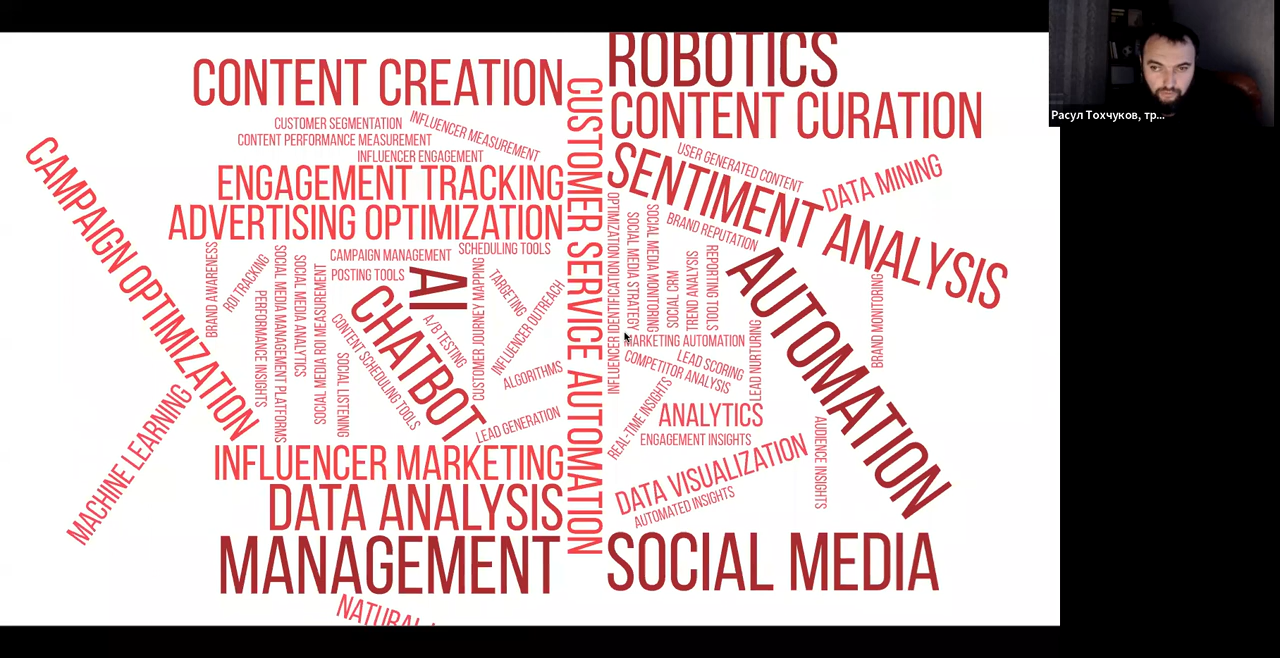 ROBOTICS
CONTENT CREATION
CONTENT CURATION
Расул Тохчуков, тр...
CUSTOMER SEGMENTATION
INFLUENCER MEASUREMENT
CONTENT PERFORMANCE MEASUREMENT
INFLUENCER ENGAGEMENT
CUSTOMER SERVICE AUTOMATION
USER GENERATED CONTENT
SENTIMENT ANALYSIS
DATA MINING
CAMPAIGN OPTIMIZATION
ENGAGEMENT TRACKING
ADVERTISING OPTIMIZATION
BRAND AWARENESS
ROI TRACKING
PERFORMANCE INSIGHTS
SOCIAL MEDIA MANAGEMENT PLATFORMS
SOCIAL MEDIA ANALYTICS
SOCIAL MEDIA ROI MEASUREMENT
SOCIAL LISTENING
CAMPAIGN MANAGEMENT
SCHEDULING TOOLS
POSTING TOOLS
AI
CHATBOT
CONTENT SCHEDULING TOOLS
A/B TESTING
CUSTOMER JOURNEY MAPPING
TARGETING
INFLUENCER OUTREACH
ALGORITHMS
LEAD GENERATION
INFLUENCER IDENTIFICATION OPTIMIZATION
SOCIAL MEDIA STRATEGY
SOCIAL MEDIA MONITORING
BRAND REPUTATION
SOCIAL CRM
TREND ANALYSIS
REPORTING TOOLS
AUTOMATION
BRAND MONITORING
MARKETING AUTOMATION
LEAD SCORING
COMPETITOR ANALYSIS
LEAD NURTURING
REAL-TIME INSIGHTS
ANALYTICS
ENGAGEMENT INSIGHTS
AUDIENCE INSIGHTS
DATA VISUALIZATION
AUTOMATED INSIGHTS
MACHINE LEARNING
INFLUENCER MARKETING
DATA ANALYSIS
MANAGEMENT
SOCIAL MEDIA
NATURAL